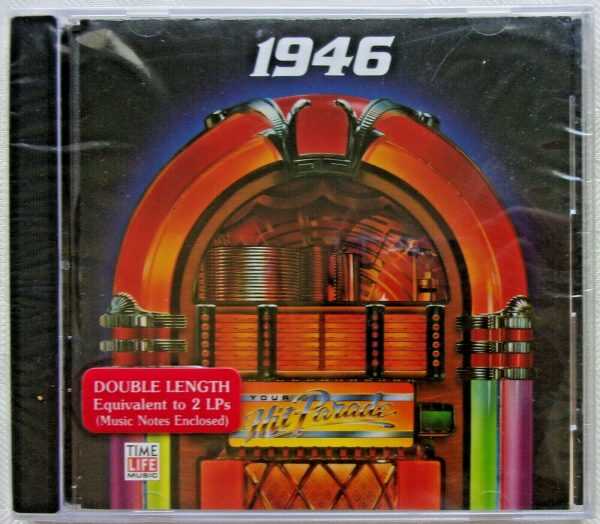 1946
DOUBLE LENGTH
Equivalent to 2 LPs
(Music Notes Enclosed)
YOUR
Hit Parade
TIME
LIFE
MUSIC